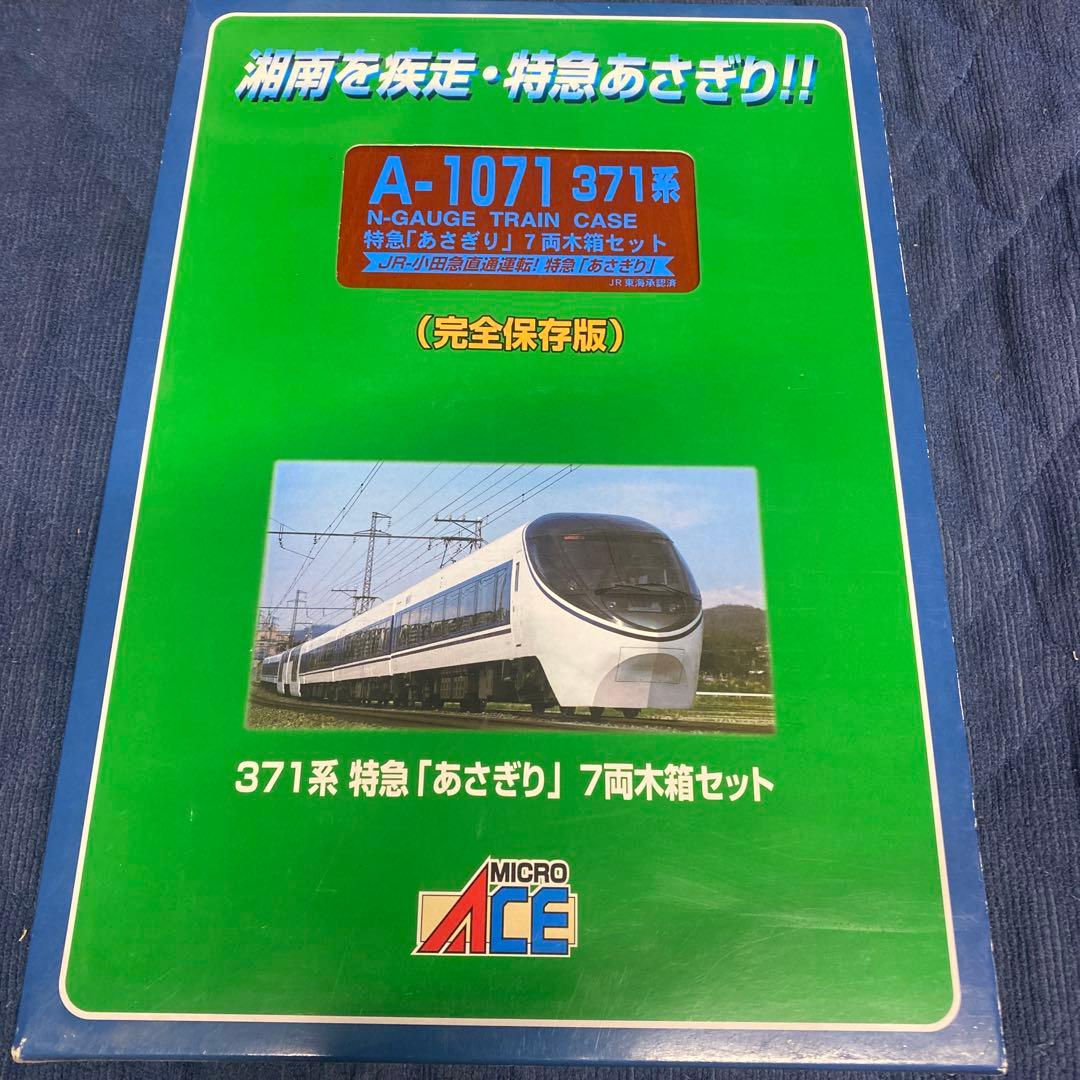 湘南を疾走・特急あさぎり!!
A-1071 371系
N-GAUGE TRAIN CASE
特急「あさぎり」7両木箱セット
JR-小田急直通運転!特急「あさぎり」
JR東海承認済
(完全保存版)
371系 特急「あさぎり」 7両木箱セット
MICRO
ACE